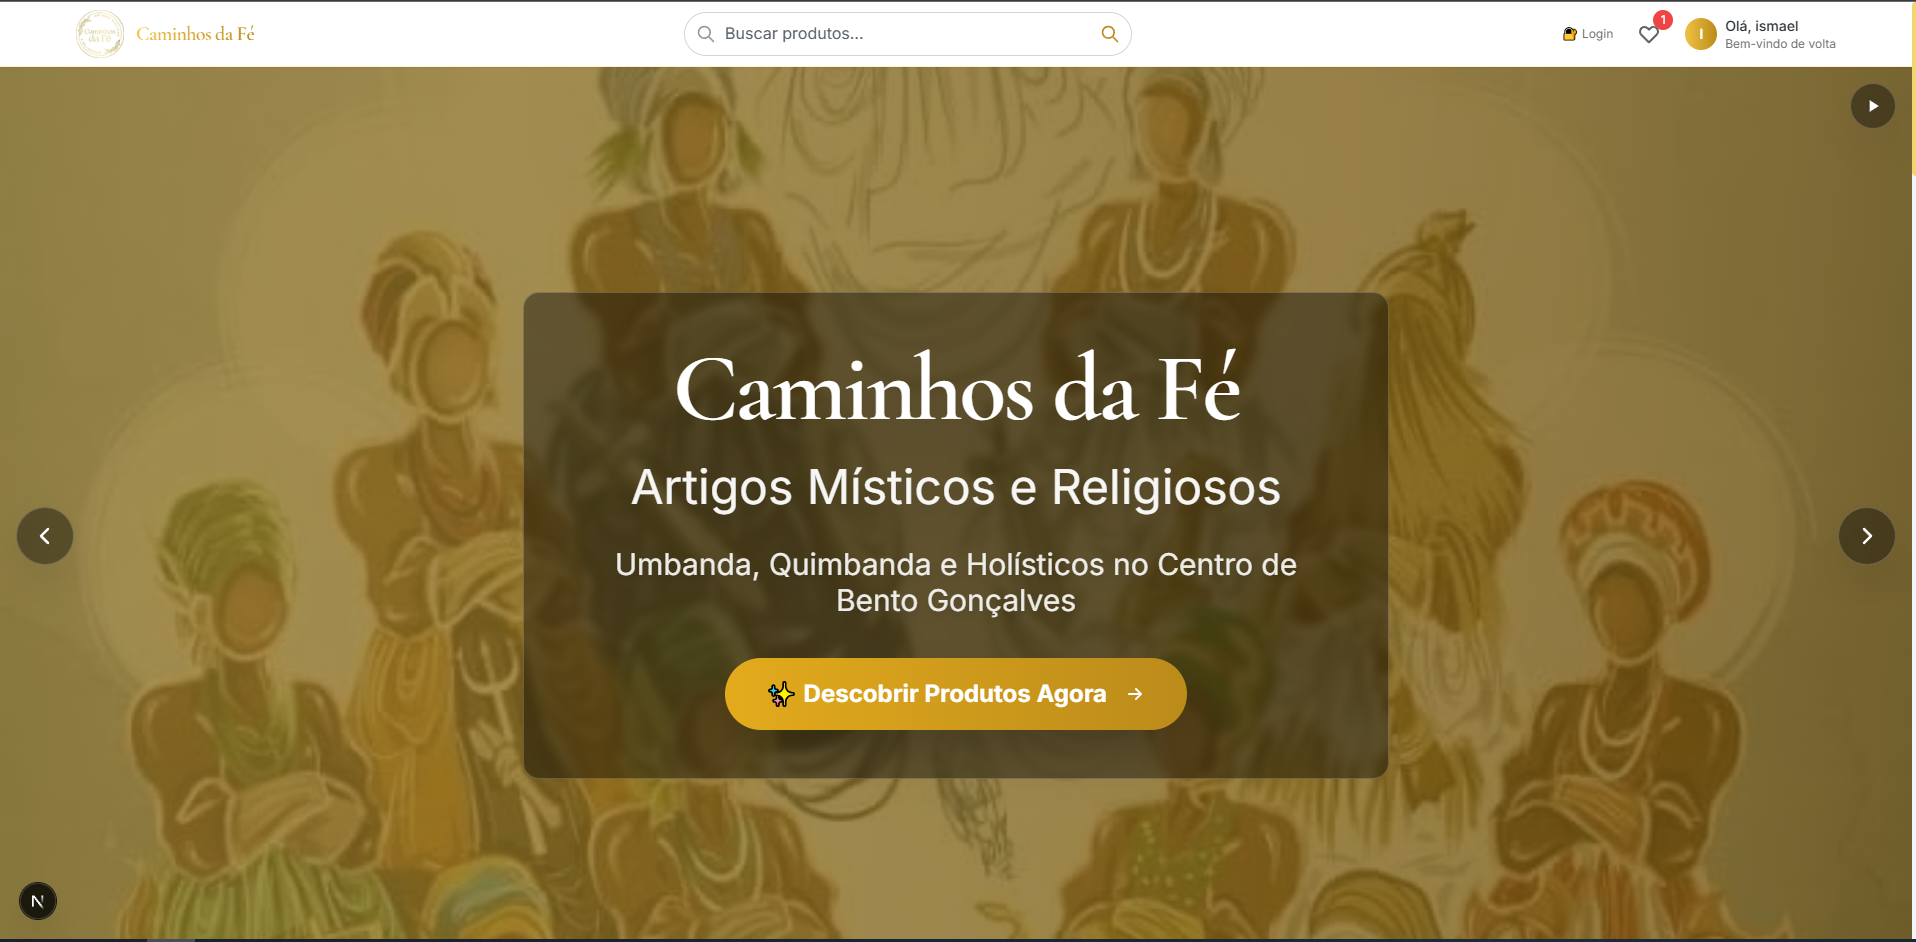 Caminhos da Fé
Caminhos da Fé
Buscar produtos...
Login
1
I
Olá, ismael
Bem-vindo de volta
Caminhos da Fé
Artigos Místicos e Religiosos
Umbanda, Quimbanda e Holísticos no Centro de
Bento Gonçalves
Descobrir Produtos Agora
N